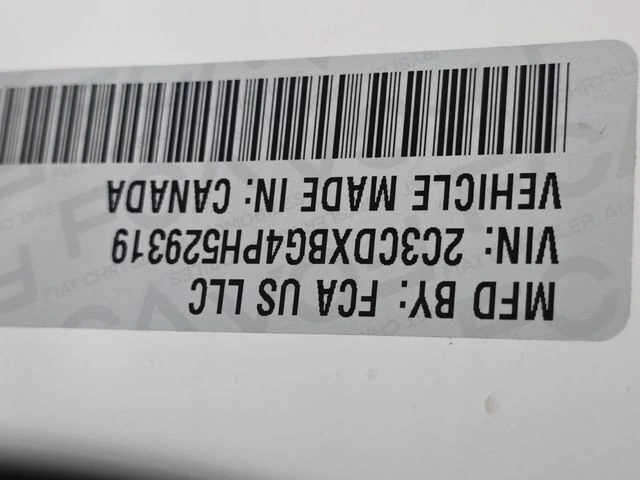 MFD BY: FCA US LLC
VIN: 2C3CDXBG4PH529319
VEHICLE MADE IN: CANADA